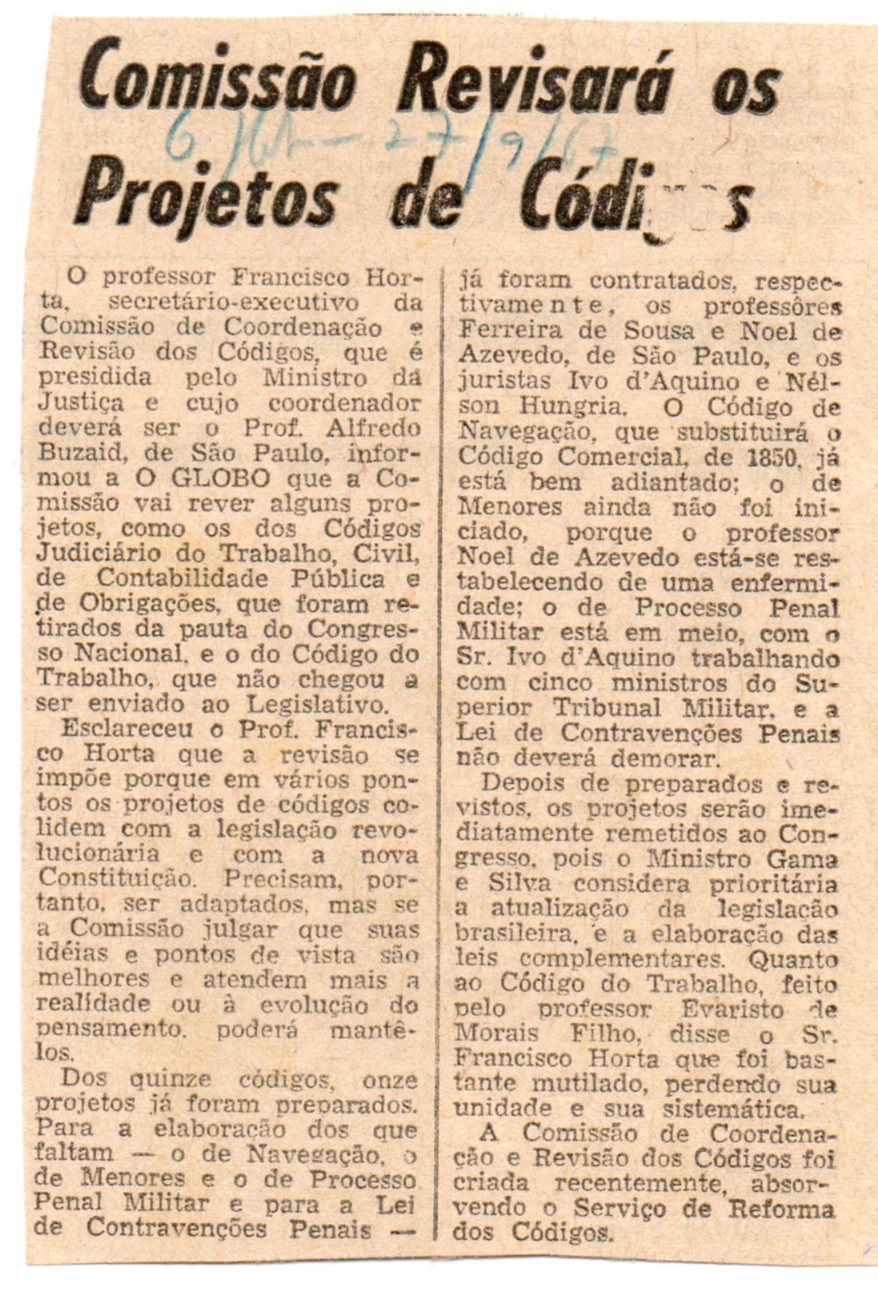 Comissão Revisará os
27/9/67
Projetos de Códigos
O professor Francisco Hor-
ta, secretário-executivo da
Comissão de Coordenação e
Revisão dos Códigos, que é
presidida pelo Ministro da
Justiça e cujo coordenador
deverá ser o Prof. Alfredo
Buzaid, de São Paulo, infor-
mou a O GLOBO que a Co-
missão vai rever alguns pro-
jetos, como os dos Códigos
Judiciário do Trabalho, Civil,
de Contabilidade Pública e
de Obrigações, que foram re-
tirados da pauta do Congres-
so Nacional, e o do Código do
Trabalho, que não chegou a
ser enviado ao Legislativo.
Esclareceu o Prof. Francis-
co Horta que a revisão se
impõe porque em vários pon-
tos os projetos de códigos co-
lidem com a legislação revo-
lucionária e com a nova
Constituição. Precisam, por-
tanto, ser adaptados, mas se
a Comissão julgar que suas
idéias e pontos de vista são
melhores e atendem mais a
realidade ou à evolução do
pensamento, poderá mantê-
los.
Dos quinze códigos, onze
projetos já foram preparados.
Para a elaboração dos que
faltam — o de Navegação, o
de Menores e o de Processo
Penal Militar e para a Lei
de Contravenções Penais —
já foram contratados, respec-
tivamente, os professôres
Ferreira de Sousa e Noel de
Azevedo, de São Paulo, e os
juristas Ivo d'Aquino e Nél-
son Hungria. O Código de
Navegação, que substituirá o
Código Comercial, de 1850, já
está bem adiantado; o de
Menores ainda não foi ini-
ciado, porque o professor
Noel de Azevedo está-se res-
tabelecendo de uma enfermi-
dade; o de Processo Penal
Militar está em meio, com o
Sr. Ivo d'Aquino trabalhando
com cinco ministros do Su-
perior Tribunal Militar, e a
Lei de Contravenções Penais
não deverá demorar.
Depois de preparados e re-
vistos, os projetos serão ime-
diatamente remetidos ao Con-
gresso, pois o Ministro Gama
e Silva considera prioritária
a atualização da legislação
brasileira, e a elaboração das
leis complementares. Quanto
ao Código do Trabalho, feito
pelo professor Evaristo de
Morais Filho, disse o Sr.
Francisco Horta que foi bas-
tante mutilado, perdendo sua
unidade e sua sistemática.
A Comissão de Coordena-
ção e Revisão dos Códigos foi
criada recentemente, absor-
vendo o Serviço de Reforma
dos Códigos.